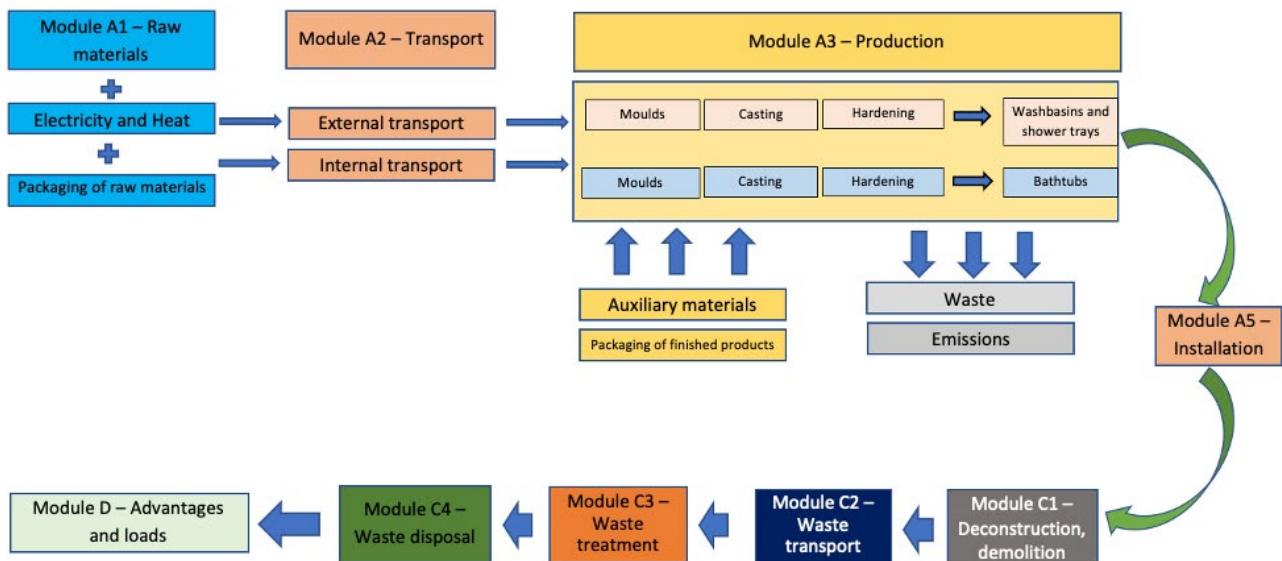 Module A1 – Raw
materials
Module A2 – Transport
Module A3 – Production
Electricity and Heat
Packaging of raw materials
External transport
Internal transport
Moulds
Casting
Hardening
Washbasins and
shower trays
Moulds
Casting
Hardening
Bathtubs
Auxiliary materials
Packaging of finished products
Waste
Emissions
Module A5 –
Installation
Module D – Advantages
and loads
Module C4 –
Waste disposal
Module C3 –
Waste
treatment
Module C2 –
Waste
transport
Module C1 –
Deconstruction,
demolition